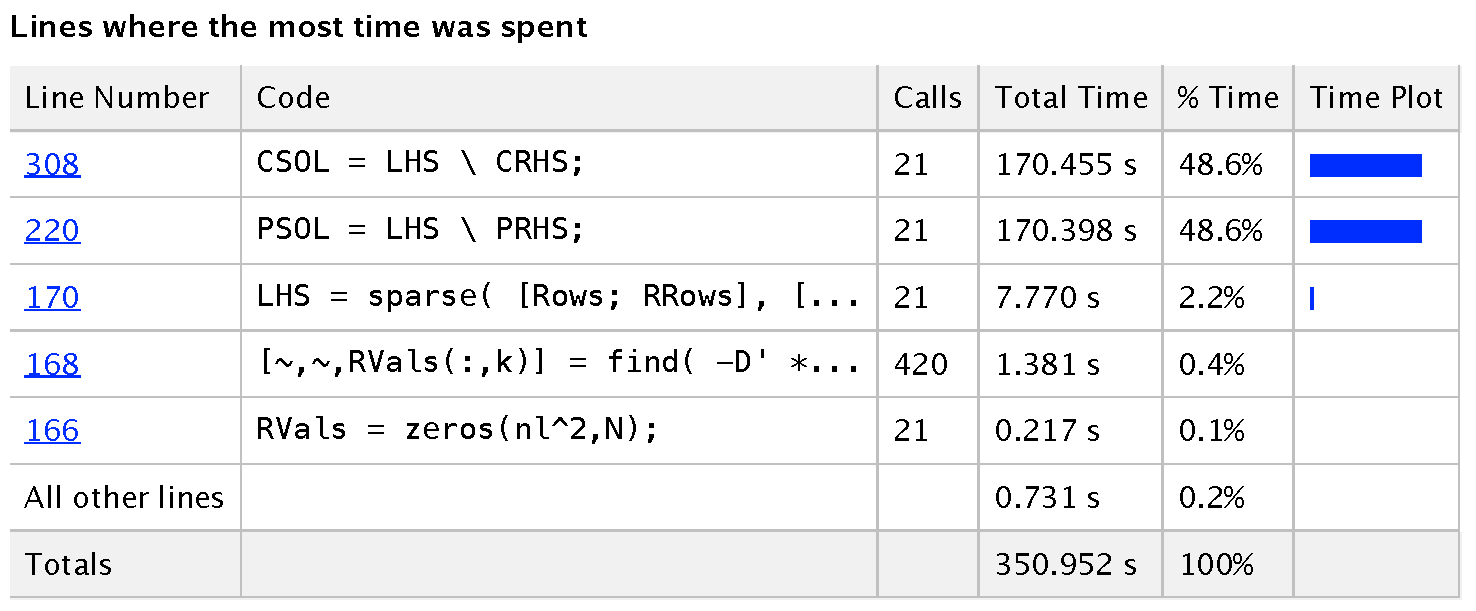 Lines where the most time was spent
Line Number Code Calls Total Time % Time Time Plot
308 CSOL = LHS \ CRHS; 21 170.455 s 48.6%
220 PSOL = LHS \ PRHS; 21 170.398 s 48.6%
170 LHS = sparse( [Rows; RRows], [... 21 7.770 s 2.2%
168 [~,~,RVals(:,k)] = find( -D' *... 420 1.381 s 0.4%
166 RVals = zeros(nl^2,N); 21 0.217 s 0.1%
All other lines 0.731 s 0.2%
Totals 350.952 s 100%